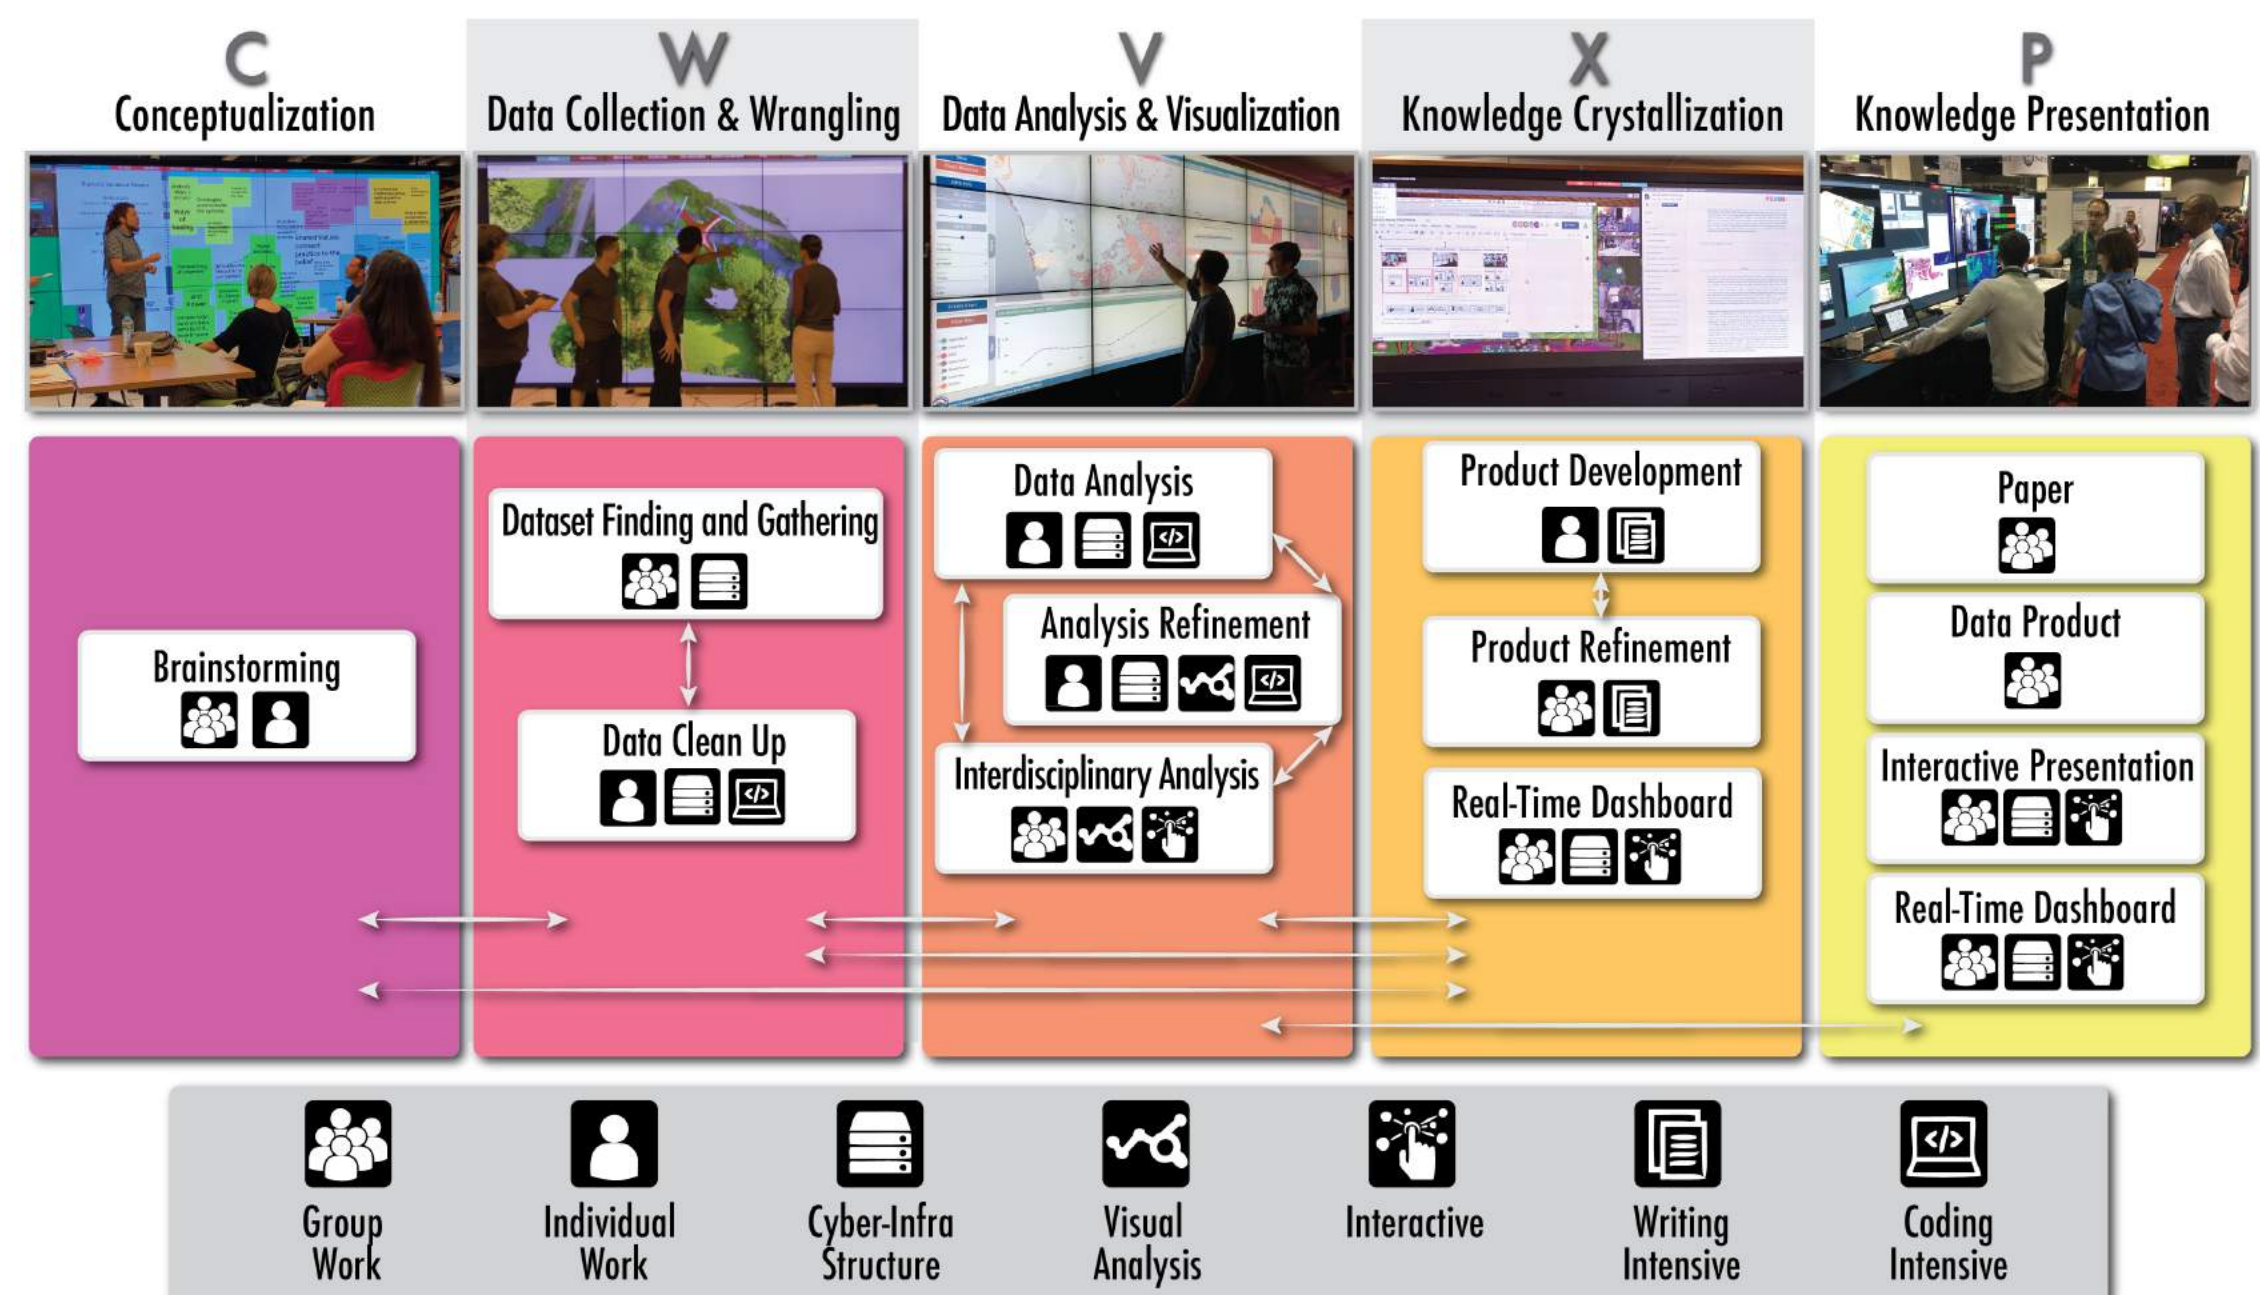 C
Conceptualization
W
Data Collection & Wrangling
V
Data Analysis & Visualization
X
Knowledge Crystallization
P
Knowledge Presentation
Brainstorming
Dataset Finding and Gathering
Data Clean Up
Data Analysis
Analysis Refinement
Interdisciplinary Analysis
Product Development
Product Refinement
Real-Time Dashboard
Paper
Data Product
Interactive Presentation
Real-Time Dashboard
Group
Work
Individual
Work
Cyber-Infra
Structure
Visual
Analysis
Interactive
Writing
Intensive
Coding
Intensive